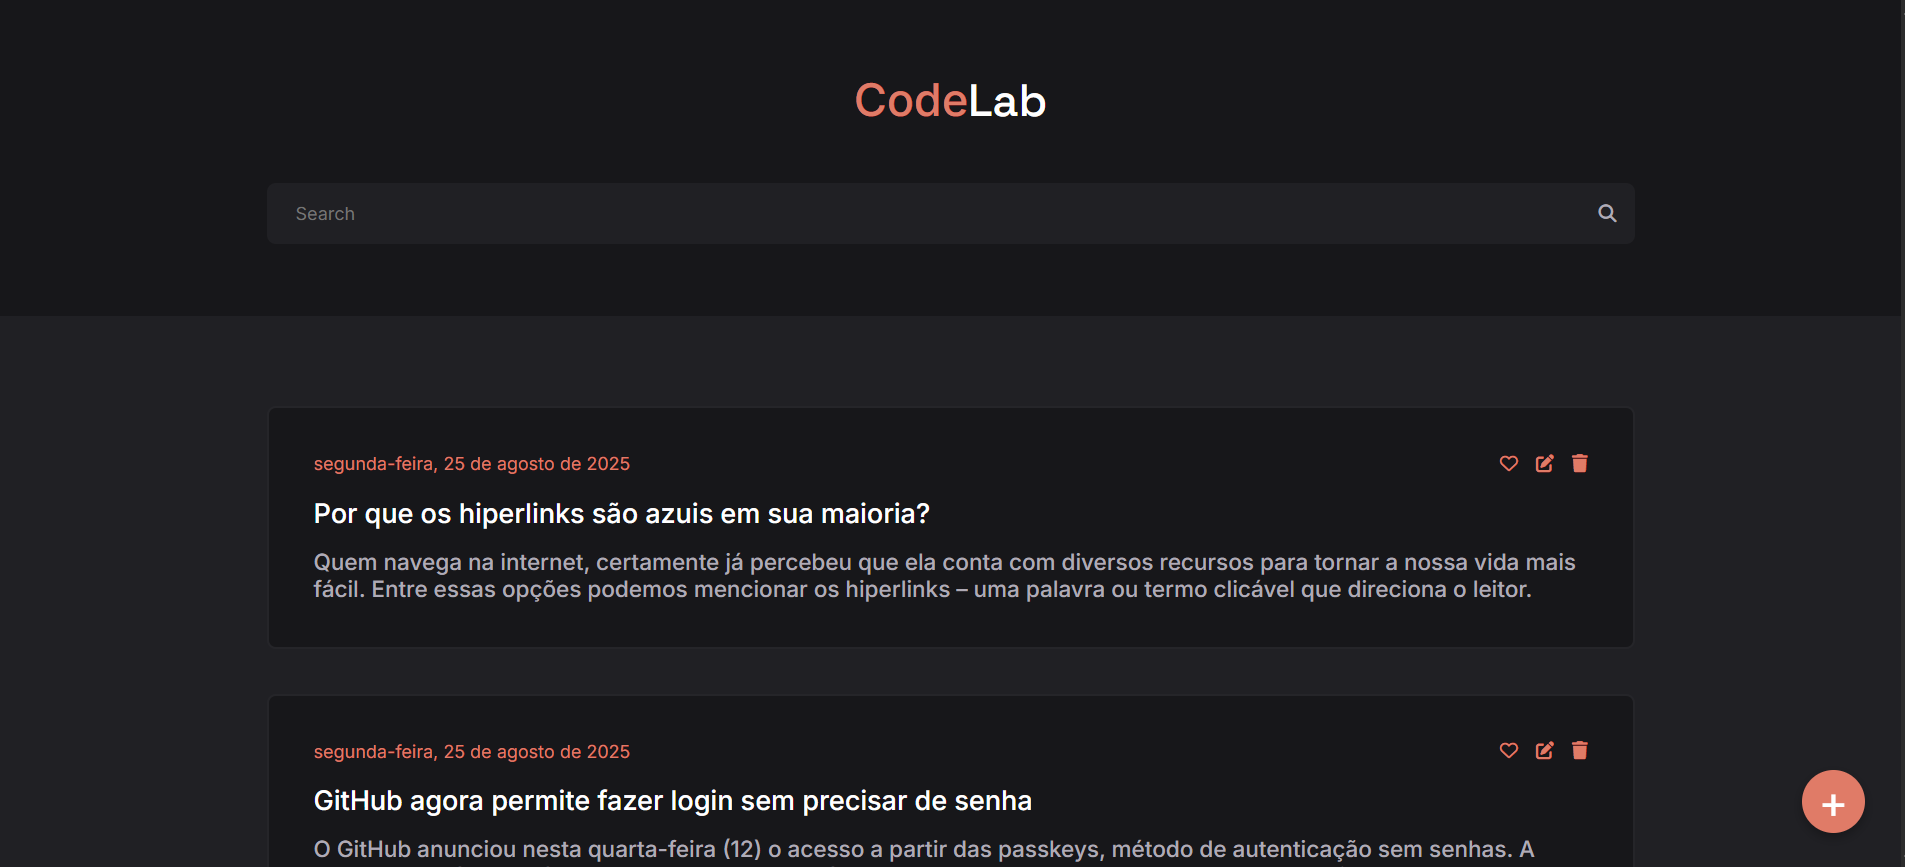 CodeLab
Search
segunda-feira, 25 de agosto de 2025
Por que os hiperlinks são azuis em sua maioria?
Quem navega na internet, certamente já percebeu que ela conta com diversos recursos para tornar a nossa vida mais
fácil. Entre essas opções podemos mencionar os hiperlinks – uma palavra ou termo clicável que direciona o leitor.
segunda-feira, 25 de agosto de 2025
GitHub agora permite fazer login sem precisar de senha
O GitHub anunciou nesta quarta-feira (12) o acesso a partir das passkeys, método de autenticação sem senhas. A